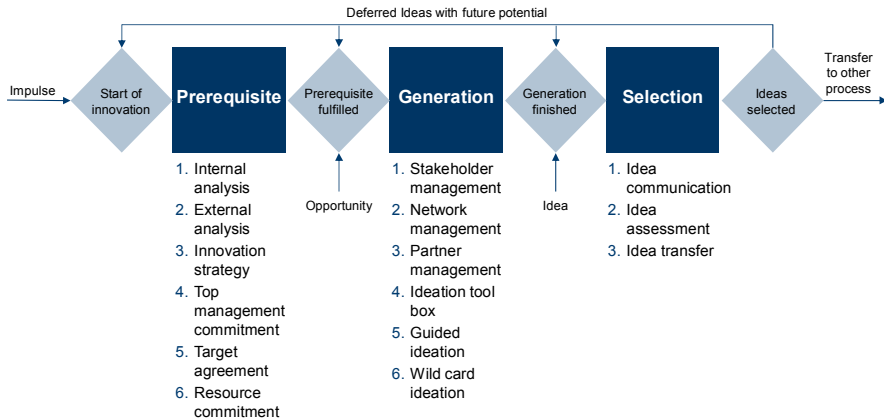 Deferred Ideas with future potential
Impulse
Start of
innovation
Prerequisite
Prerequisite
fulfilled
Generation
Generation
finished
Selection
Ideas
selected
Transfer
to other
process
1. Internal
analysis
2. External
analysis
3. Innovation
strategy
4. Top
management
commitment
5. Target
agreement
6. Resource
commitment
Opportunity
1. Stakeholder
management
2. Network
management
3. Partner
management
4. Ideation tool
box
5. Guided
ideation
6. Wild card
ideation
Idea
1. Idea
communication
2. Idea
assessment
3. Idea transfer